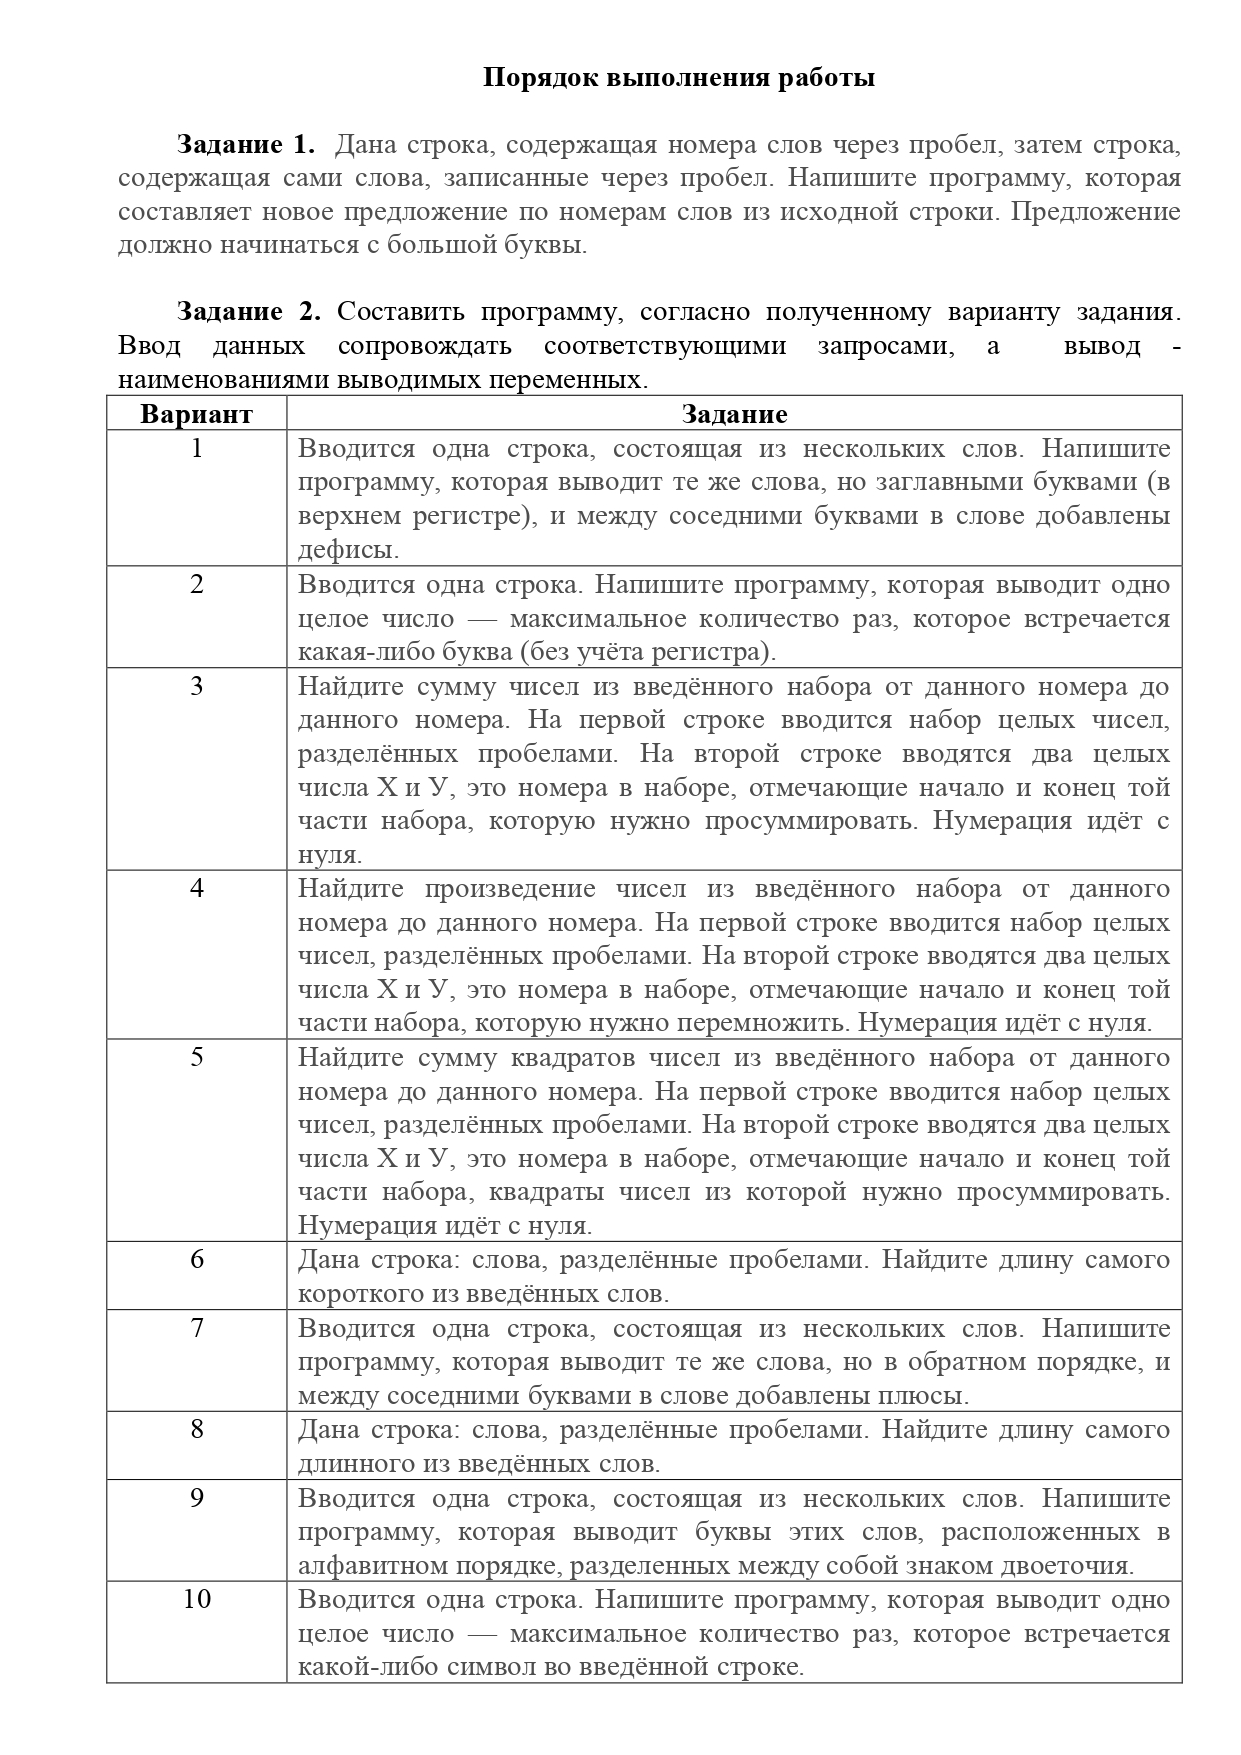 Порядок выполнения работы
Задание 1. Дана строка, содержащая номера слов через пробел, затем строка,
содержащая сами слова, записанные через пробел. Напишите программу, которая
составляет новое предложение по номерам слов из исходной строки. Предложение
должно начинаться с большой буквы.
Задание 2. Составить программу, согласно полученному варианту задания.
Ввод данных сопровождать соответствующими запросами, а вывод -
наименованиями выводимых переменных.
Вариант Задание
1 Вводится одна строка, состоящая из нескольких слов. Напишите
программу, которая выводит те же слова, но заглавными буквами (в
верхнем регистре), и между соседними буквами в слове добавлены
дефисы.
2 Вводится одна строка. Напишите программу, которая выводит одно
целое число — максимальное количество раз, которое встречается
какая-либо буква (без учёта регистра).
3 Найдите сумму чисел из введённого набора от данного номера до
данного номера. На первой строке вводится набор целых чисел,
разделённых пробелами. На второй строке вводятся два целых
числа X и У, это номера в наборе, отмечающие начало и конец той
части набора, которую нужно просуммировать. Нумерация идёт с
нуля.
4 Найдите произведение чисел из введённого набора от данного
номера до данного номера. На первой строке вводится набор целых
чисел, разделённых пробелами. На второй строке вводятся два целых
числа X и У, это номера в наборе, отмечающие начало и конец той
части набора, которую нужно перемножить. Нумерация идёт с нуля.
5 Найдите сумму квадратов чисел из введённого набора от данного
номера до данного номера. На первой строке вводится набор целых
чисел, разделённых пробелами. На второй строке вводятся два целых
числа X и У, это номера в наборе, отмечающие начало и конец той
части набора, квадраты чисел из которой нужно просуммировать.
Нумерация идёт с нуля.
6 Дана строка: слова, разделённые пробелами. Найдите длину самого
короткого из введённых слов.
7 Вводится одна строка, состоящая из нескольких слов. Напишите
программу, которая выводит те же слова, но в обратном порядке, и
между соседними буквами в слове добавлены плюсы.
8 Дана строка: слова, разделённые пробелами. Найдите длину самого
длинного из введённых слов.
9 Вводится одна строка, состоящая из нескольких слов. Напишите
программу, которая выводит буквы этих слов, расположенных в
алфавитном порядке, разделенных между собой знаком двоеточия.
10 Вводится одна строка. Напишите программу, которая выводит одно
целое число — максимальное количество раз, которое встречается
какой-либо символ во введённой строке.